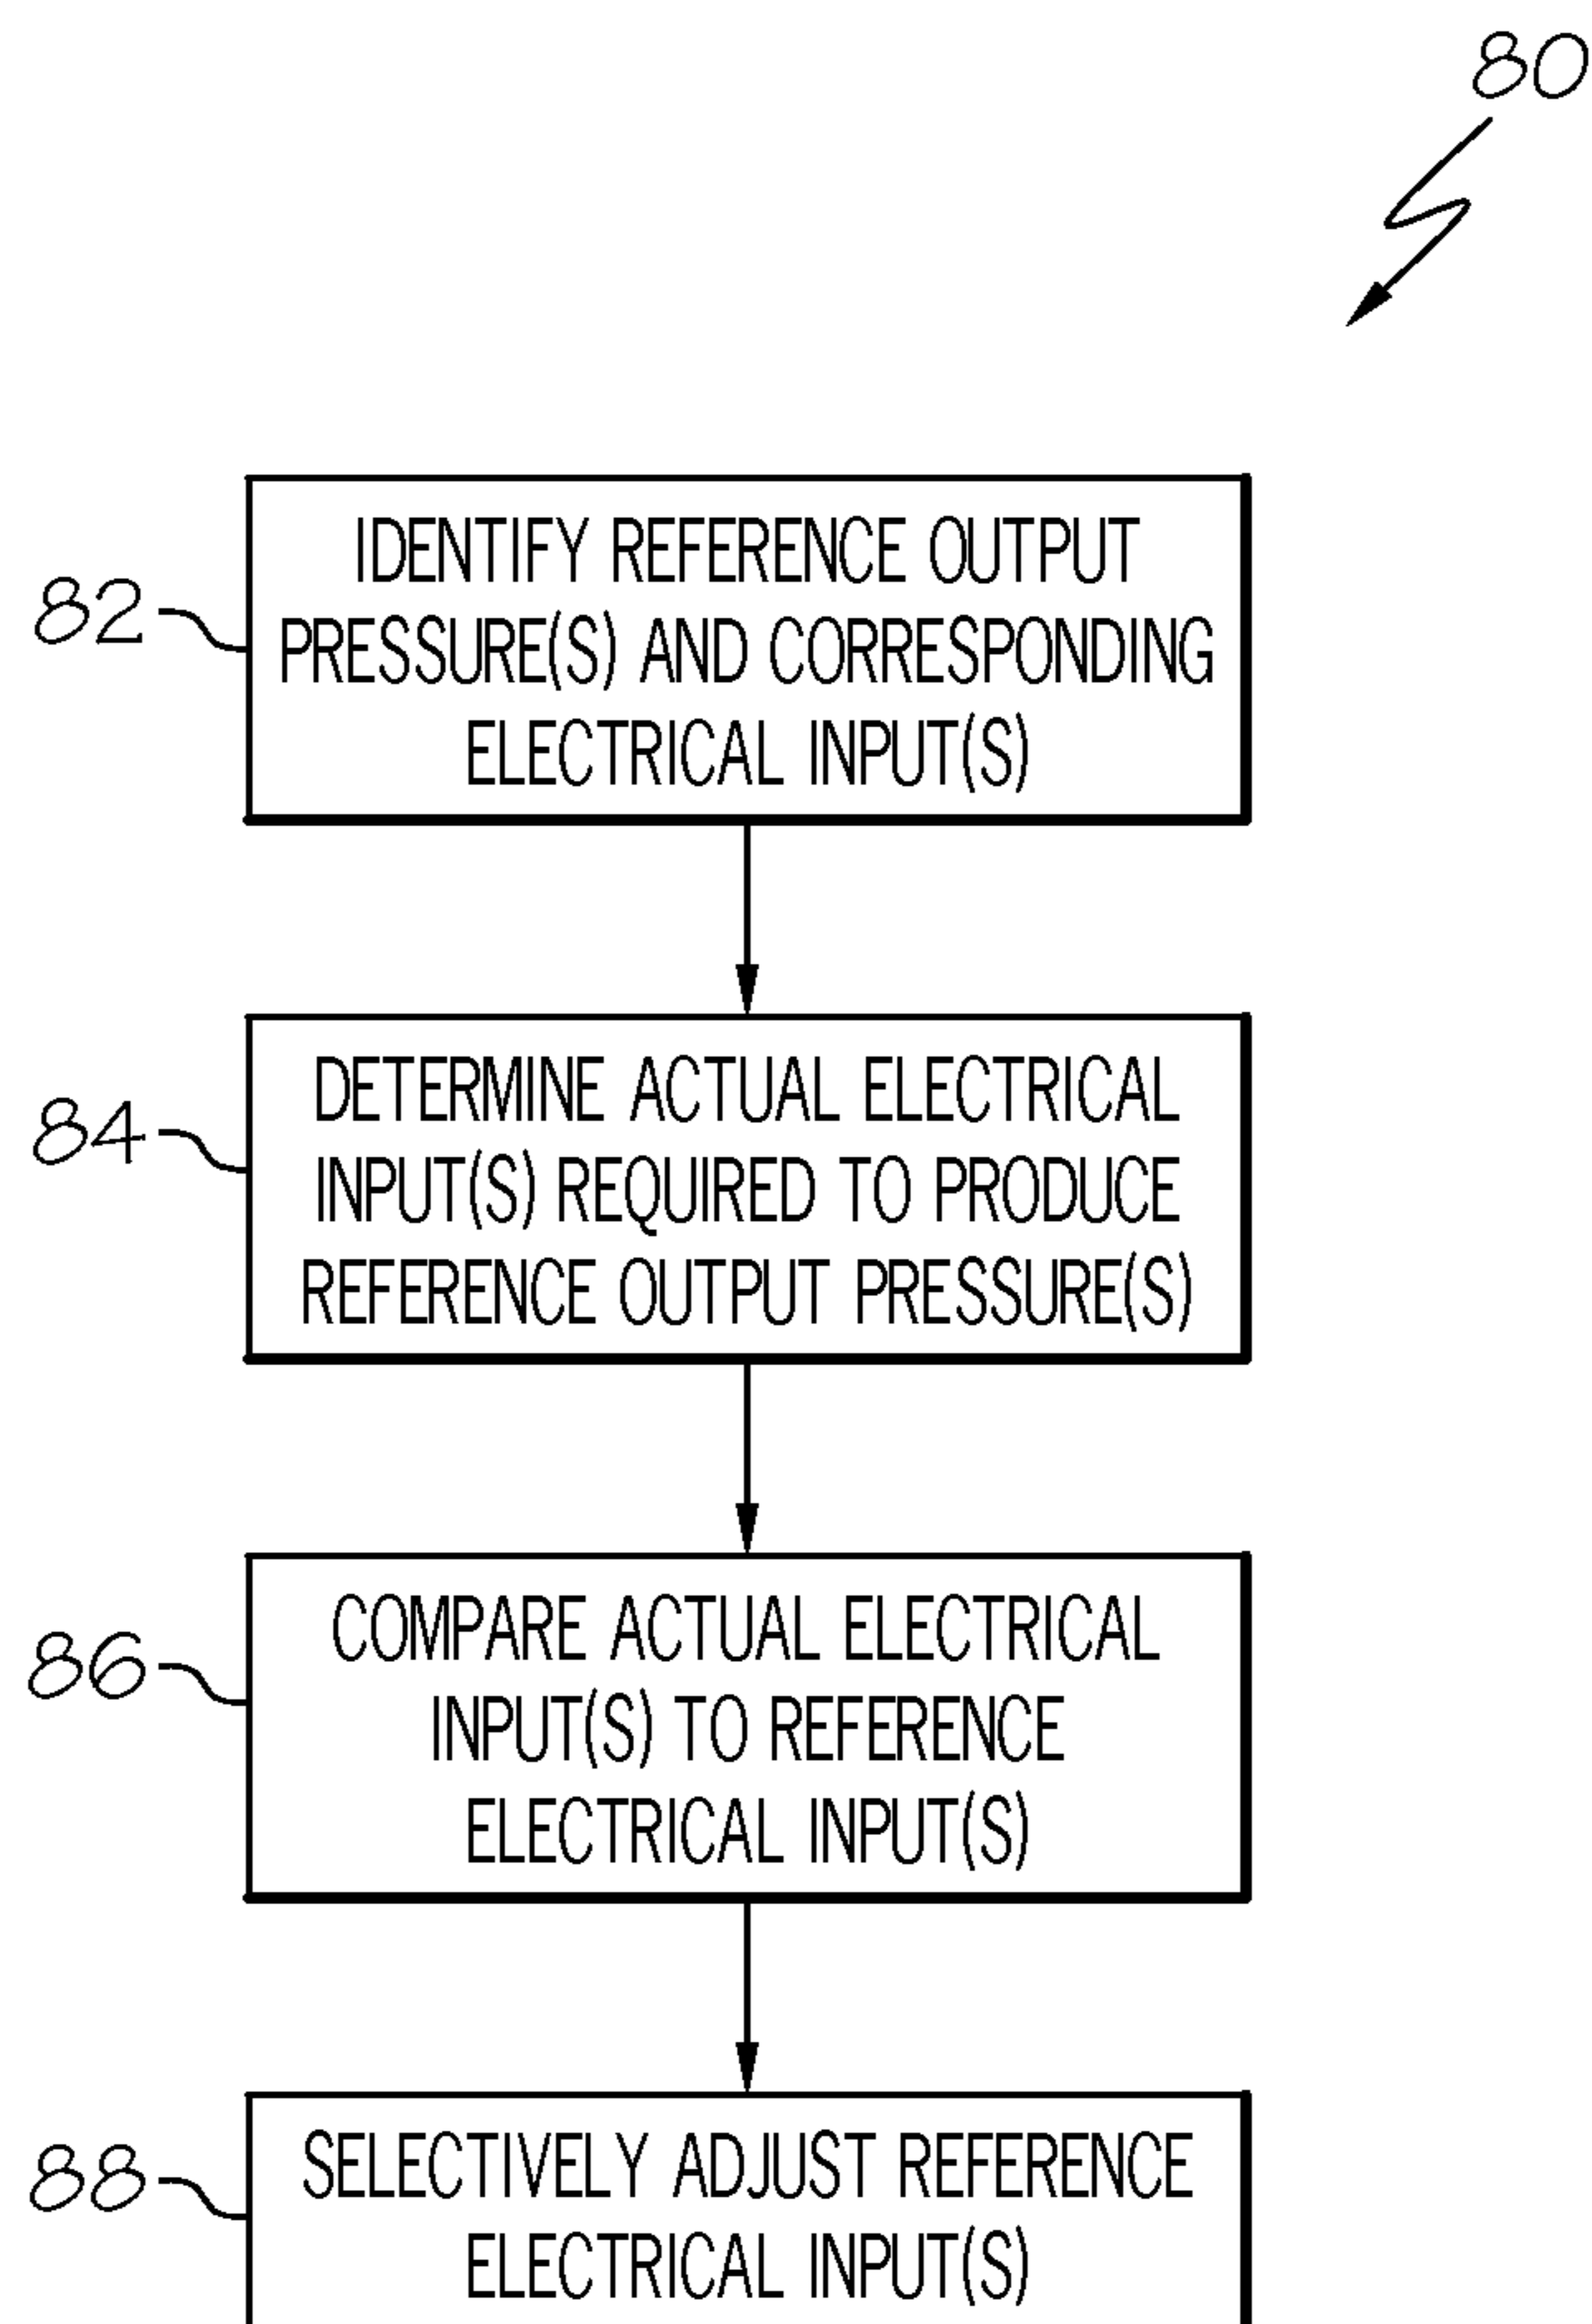 80
82
IDENTIFY REFERENCE OUTPUT
PRESSURE(S) AND CORRESPONDING
ELECTRICAL INPUT(S)
84
DETERMINE ACTUAL ELECTRICAL
INPUT(S) REQUIRED TO PRODUCE
REFERENCE OUTPUT PRESSURE(S)
86
COMPARE ACTUAL ELECTRICAL
INPUT(S) TO REFERENCE
ELECTRICAL INPUT(S)
88
SELECTIVELY ADJUST REFERENCE
ELECTRICAL INPUT(S)